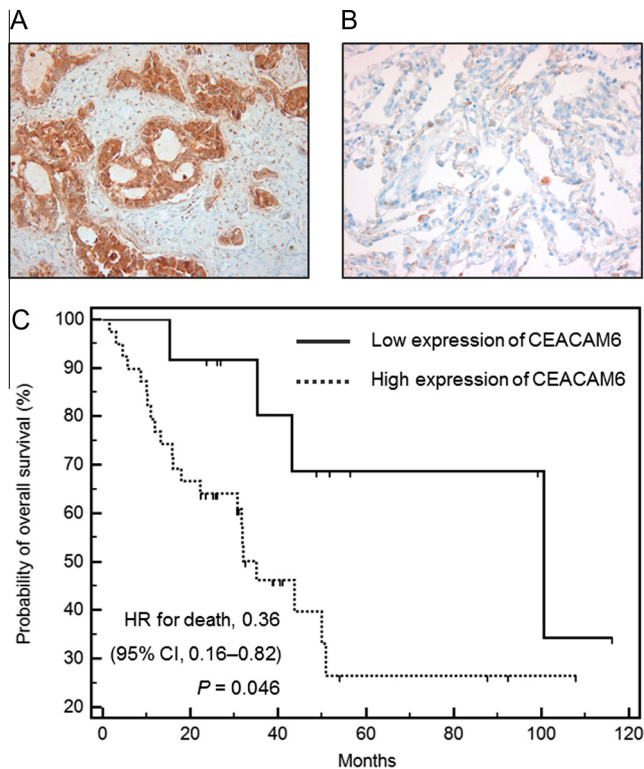 A
B
C
100
90
80
70
60
50
40
30
20
Probability of overall survival (%)
Low expression of CEACAM6
High expression of CEACAM6
HR for death, 0.36
(95% CI, 0.16–0.82)
P = 0.046
0
20
40
60
80
100
120
Months